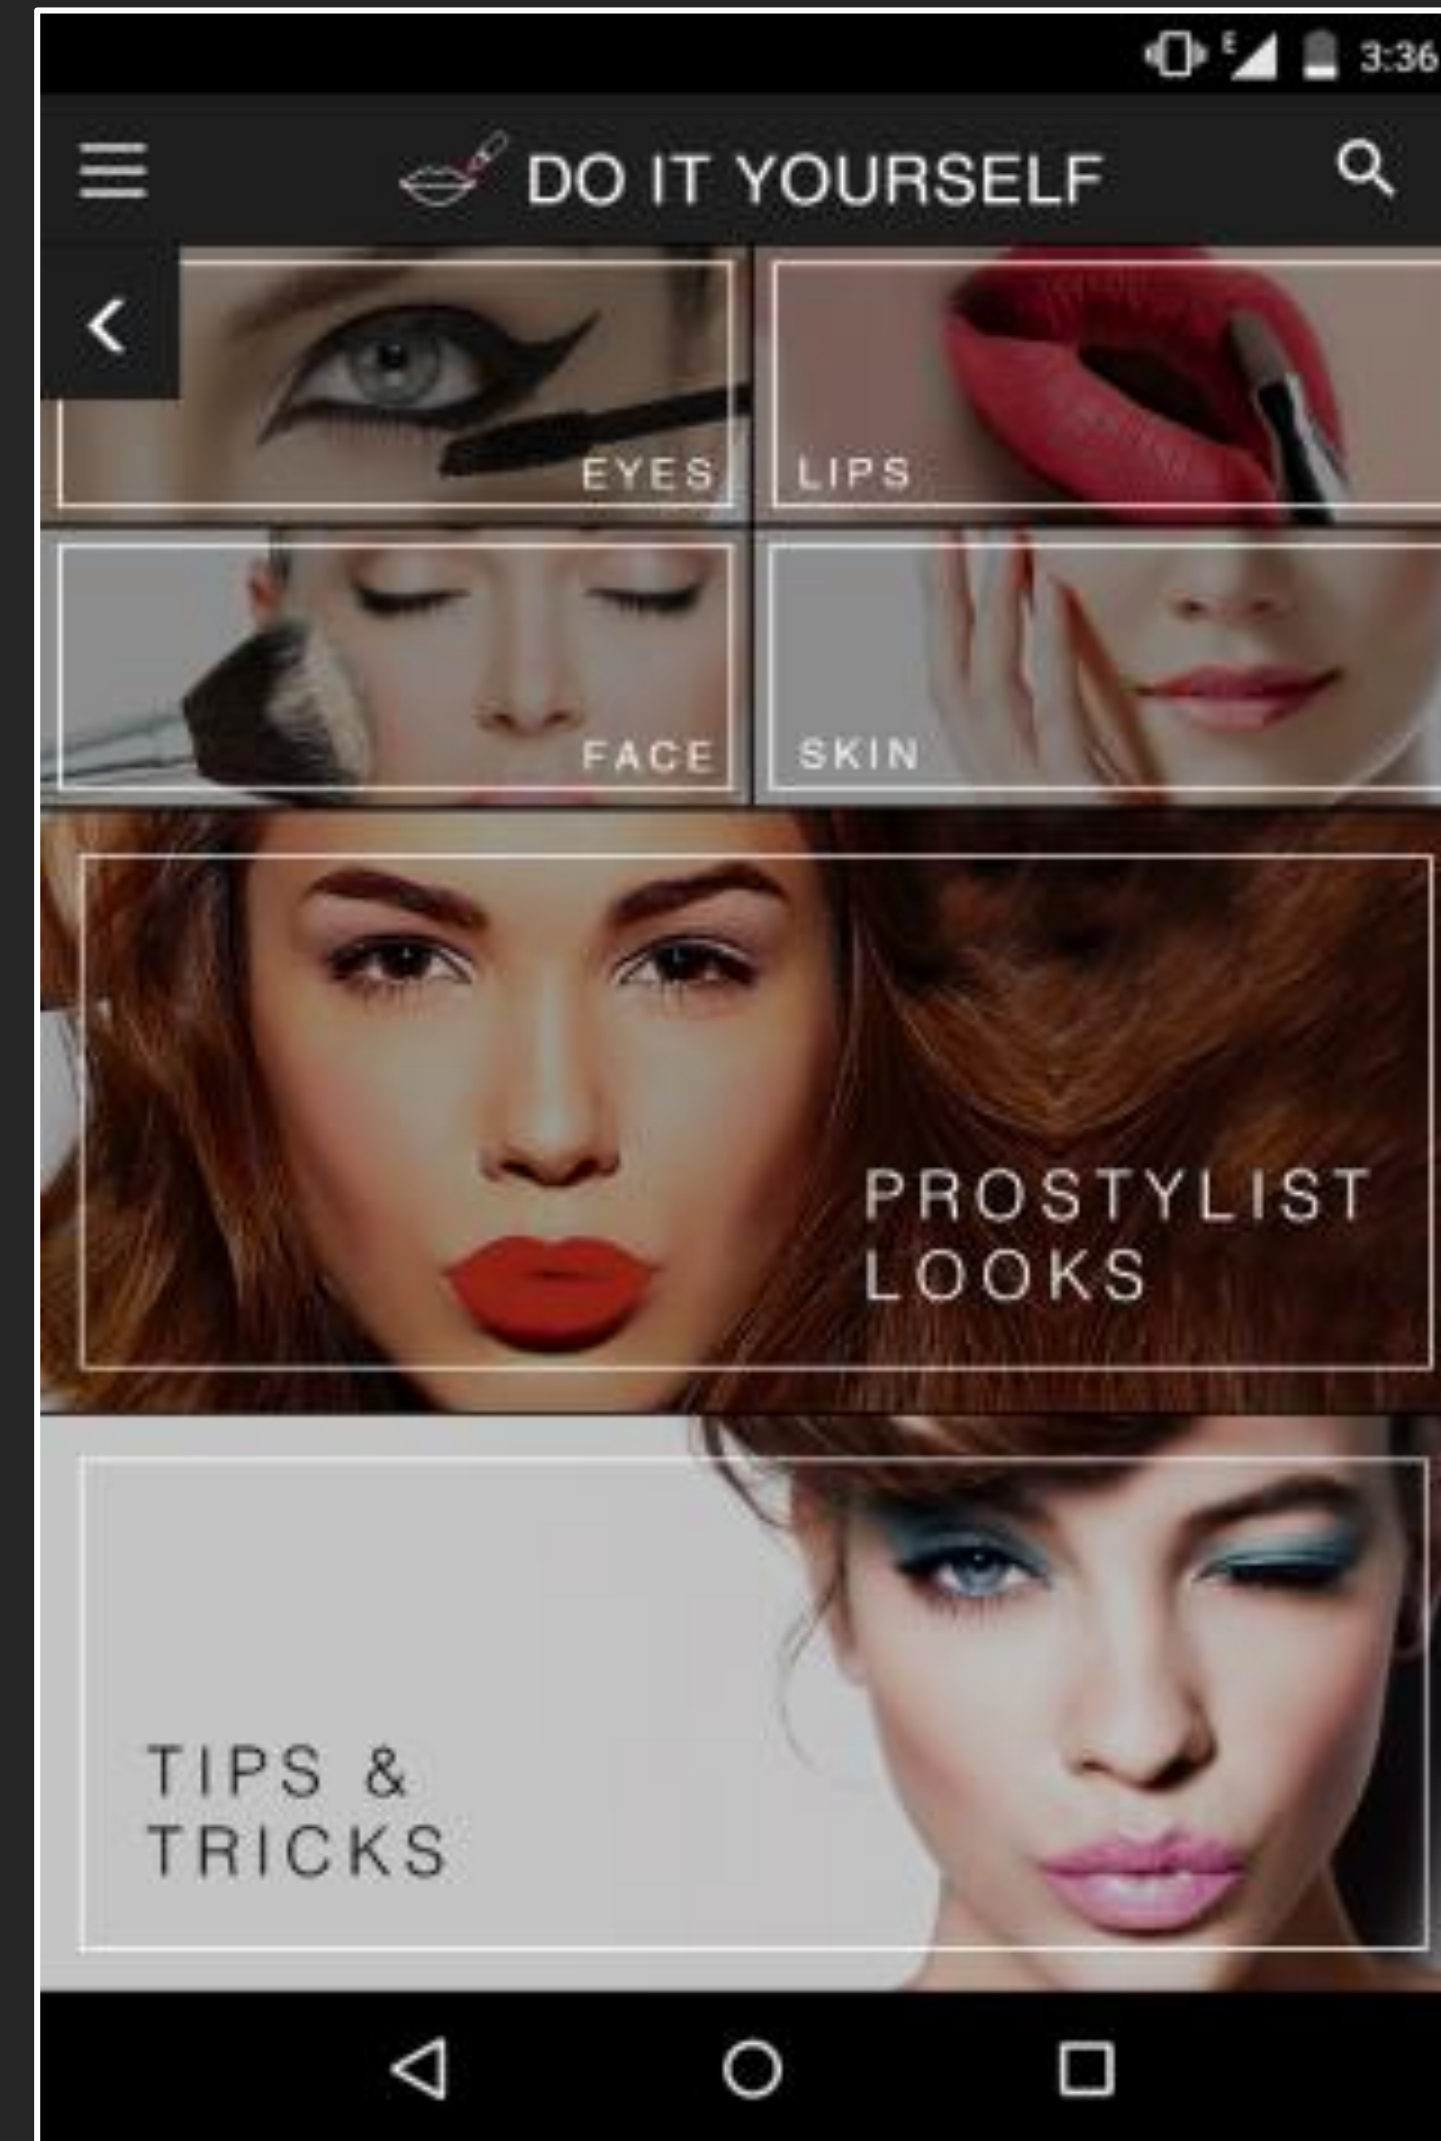 E 3:36
DO IT YOURSELF
EYES
LIPS
FACE
SKIN
PROSTYLIST
LOOKS
TIPS &
TRICKS